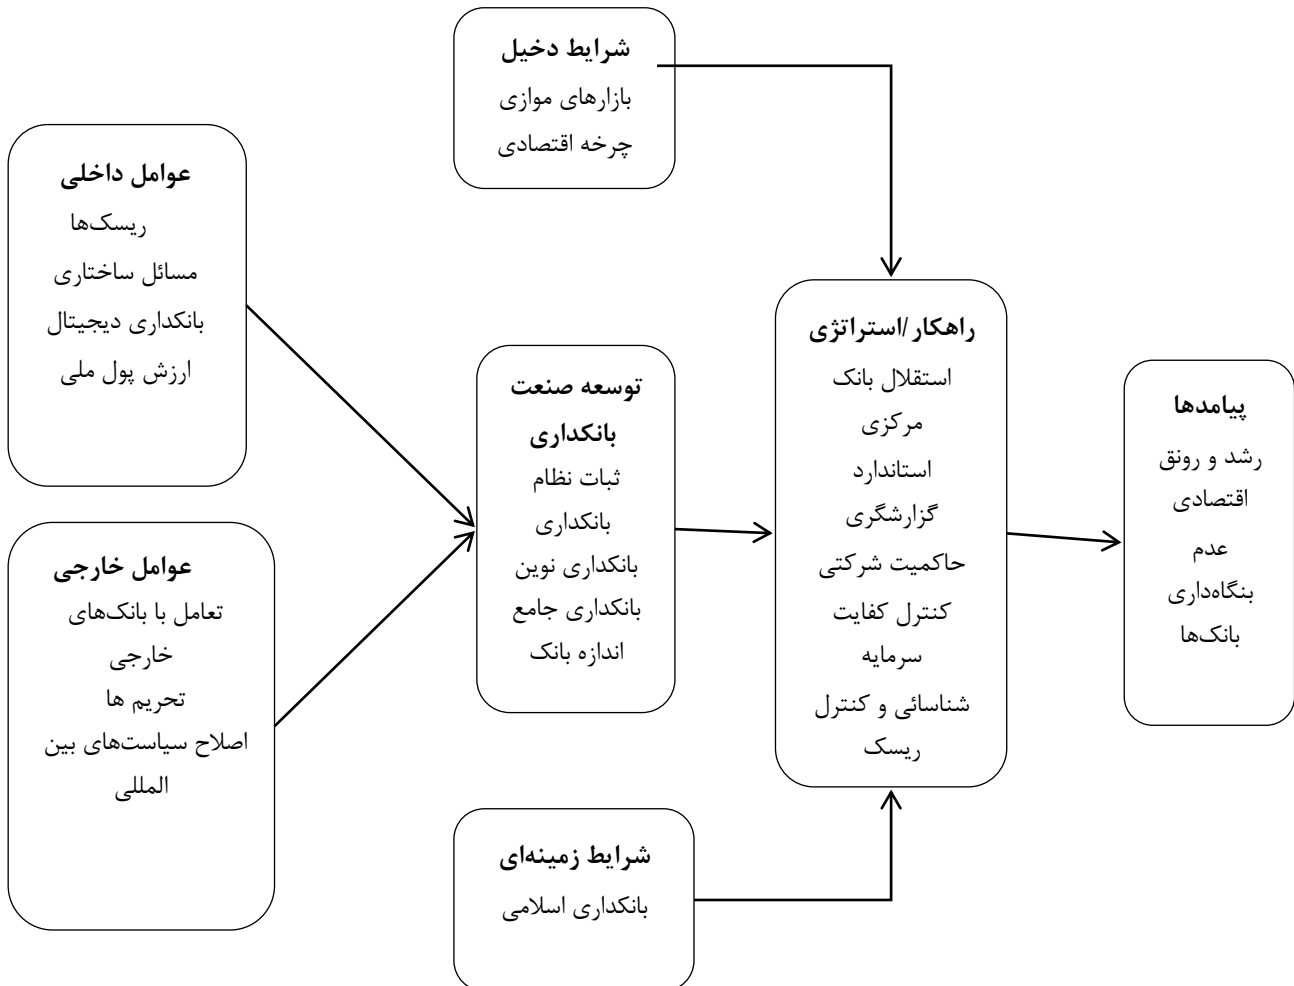 شرایط دخیل
بازارهای موازی
چرخه اقتصادی
عوامل داخلی
ریسک‌ها
مسائل ساختاری
بانکداری دیجیتال
ارزش پول ملی
عوامل خارجی
تعامل با بانک‌های
خارجی
تحریم ها
اصلاح سیاست‌های بین
المللی
توسعه صنعت
بانکداری
ثبات نظام
بانکداری
بانکداری نوین
بانکداری جامع
اندازه بانک
راهکار/استراتژی
استقلال بانک
مرکزی
استاندارد
گزارشگری
حاکمیت شرکتی
کنترل کفایت
سرمایه
شناسائی و کنترل
ریسک
پیامدها
رشد و رونق
اقتصادی
عدم
بنگاه‌داری
بانک‌ها
شرایط زمینه‌ای
بانکداری اسلامی